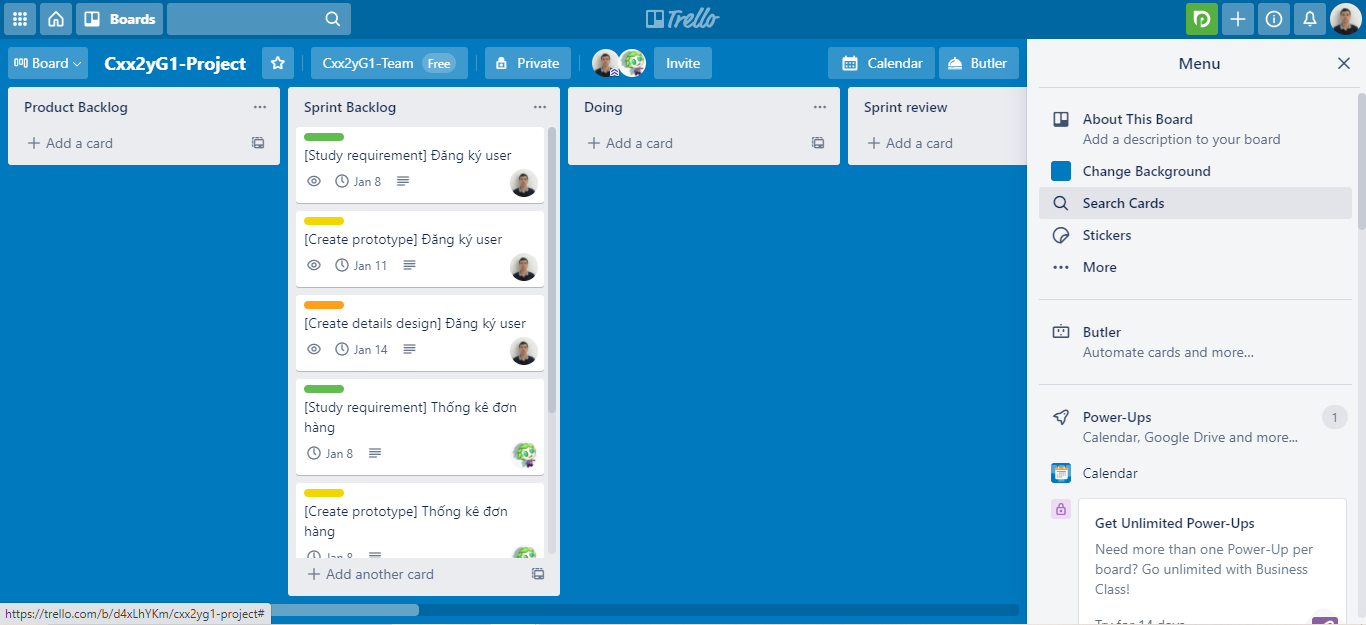 Boards
Trello
Board
Cxx2yG1-Project
Cxx2yG1-Team Free
Private
Invite
Calendar
Butler
Product Backlog
Add a card
Sprint Backlog
[Study requirement] Đăng ký user
Jan 8
[Create prototype] Đăng ký user
Jan 11
[Create details design] Đăng ký user
Jan 14
[Study requirement] Thống kê đơn
hàng
Jan 8
[Create prototype] Thống kê đơn
hàng
Jan 8
Add another card
Doing
Add a card
Sprint review
Add a card
Menu
About This Board
Add a description to your board
Change Background
Search Cards
Stickers
More
Butler
Automate cards and more...
Power-Ups 1
Calendar, Google Drive and more...
Calendar
Get Unlimited Power-Ups
Need more than one Power-Up per
board? Go unlimited with Business
Class!
Try for 14 days
https://trello.com/b/d4xLhYKm/cxx2yg1-project#